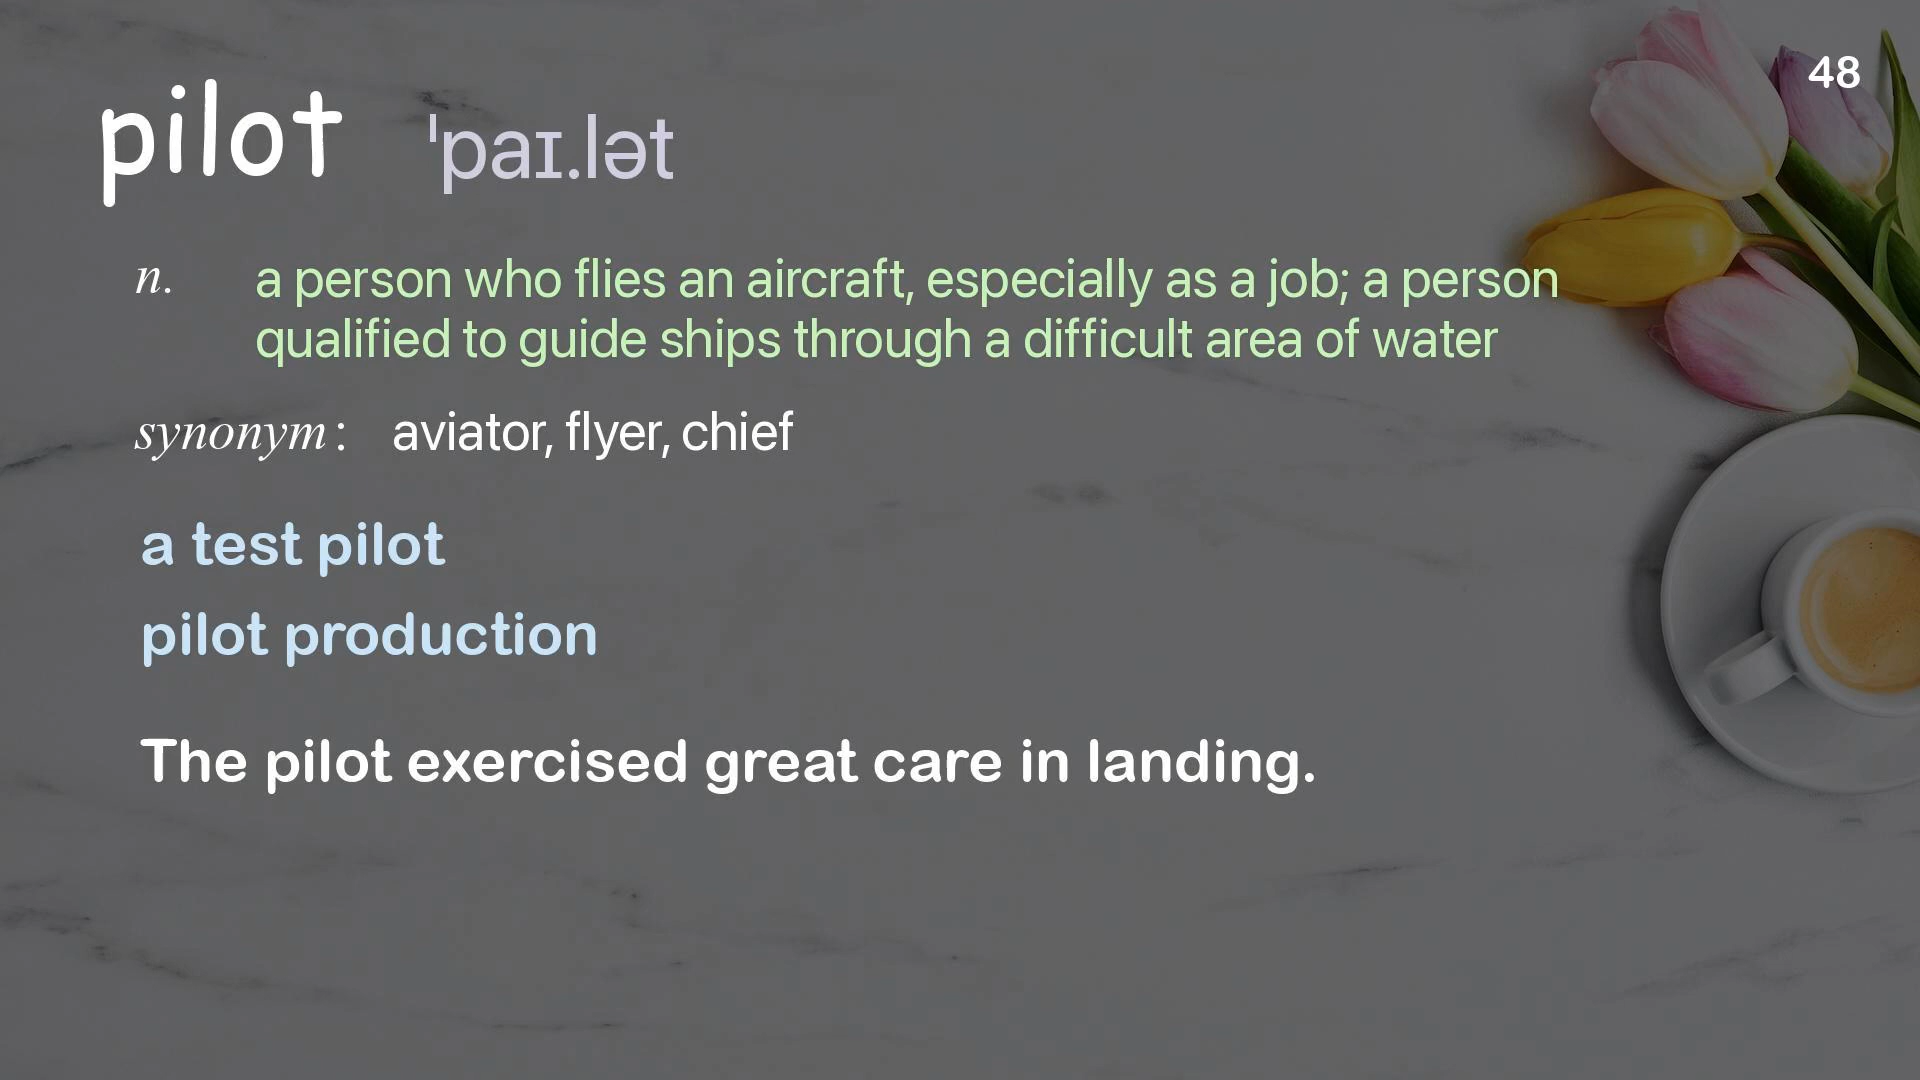 48
pilot ˈpaɪ.lət
n. a person who flies an aircraft, especially as a job; a person
qualified to guide ships through a difficult area of water
synonym: aviator, flyer, chief
a test pilot
pilot production
The pilot exercised great care in landing.